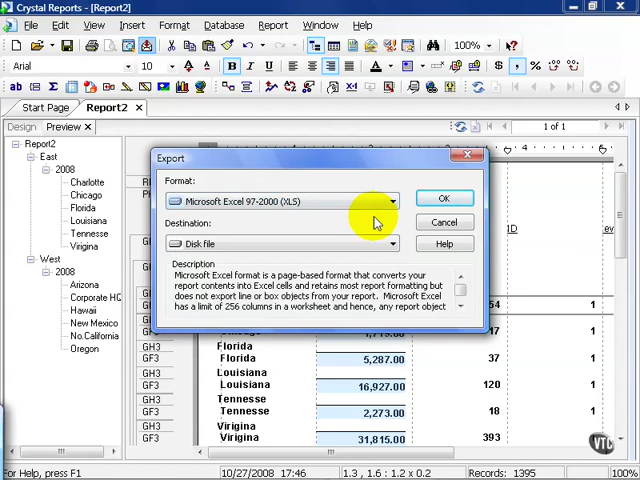 Crystal Reports - [Report2]
File Edit View Insert Format Database Report Window Help
100%
Arial 10 B I U A $ , %
ab
Start Page Report2
Design Preview 1 of 1
Report2
East
2008
Charlotte
Chicago
Florida
Louisiana
Tennesse
Virgina
West
2008
Arizona
Corporate HQ
Hawaii
New Mexico
No.California
Oregon
Export
Format:
Microsoft Excel 97-2000 (XLS)
OK
Cancel
Destination:
Disk file
Help
Description
Microsoft Excel format is a page-based format that converts your
report contents into Excel cells and retains most report formatting but
does not export line or box objects from your report. Microsoft Excel
has a limit of 256 columns in a worksheet and hence, any report object
4
6
54 1
1
GH3 Florida
GF3 Florida 5,287.00 37 1
GH3 Louisiana
GF3 Louisiana 16,927.00 120 1
GH3 Tennesse
GF3 Tennesse 2,273.00 18 1
GH3 Virigina
GF3 Virigina 31,815.00 393
VTC
For Help, press F1 10/27/2008 17:46 1.3 , 1.6 : 1.2 x 0.2 Records: 1395 100%